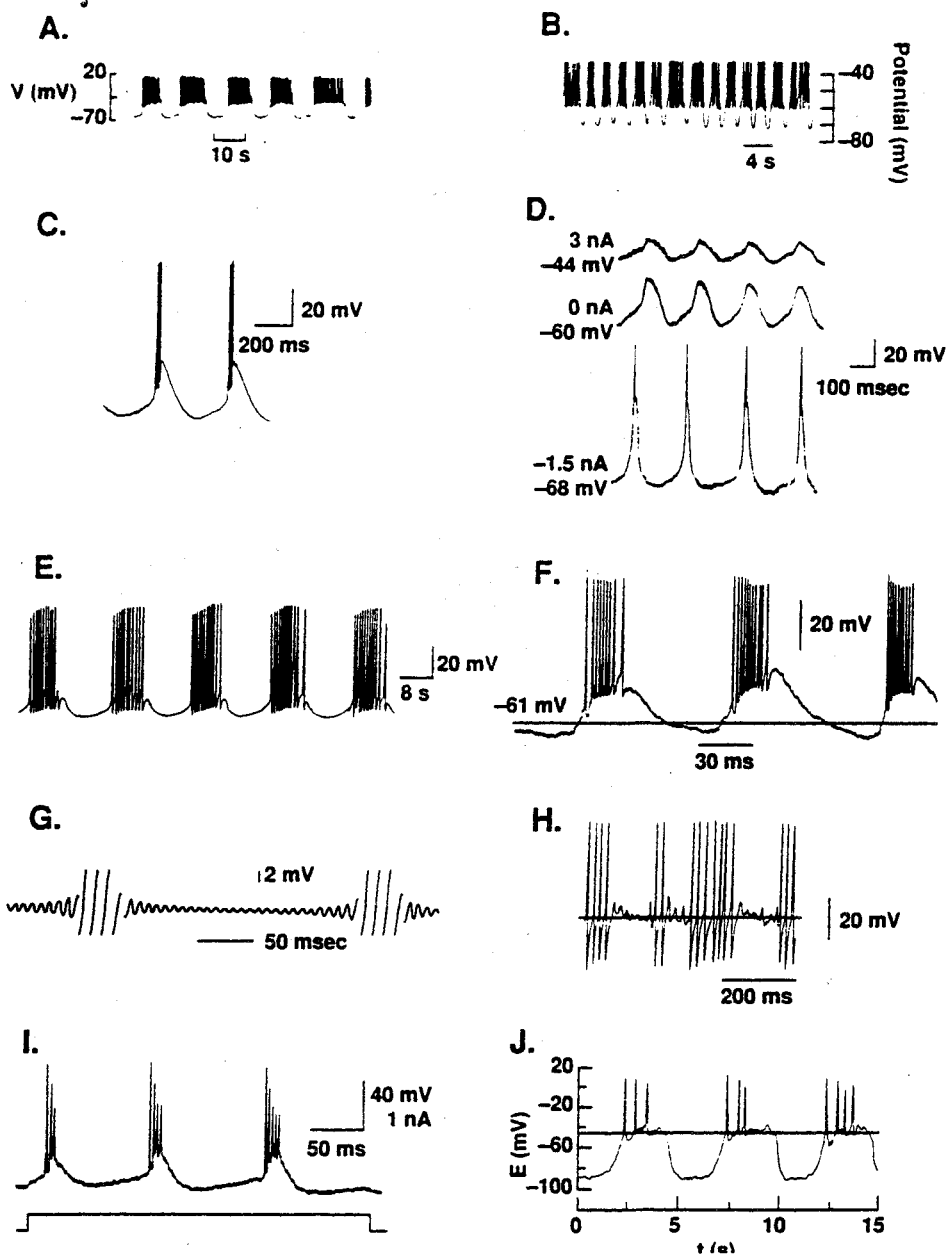 A.
20
V (mV)
−70
10 s
B.
−40
−80
Potential (mV)
4 s
C.
20 mV
200 ms
D.
3 nA
−44 mV
0 nA
−60 mV
20 mV
100 msec
−1.5 nA
−68 mV
E.
20 mV
8 s
F.
20 mV
−61 mV
30 ms
G.
2 mV
50 msec
H.
20 mV
200 ms
I.
40 mV
1 nA
50 ms
J.
20
−20
−60
−100
E (mV)
0 5 10 15
t (s)